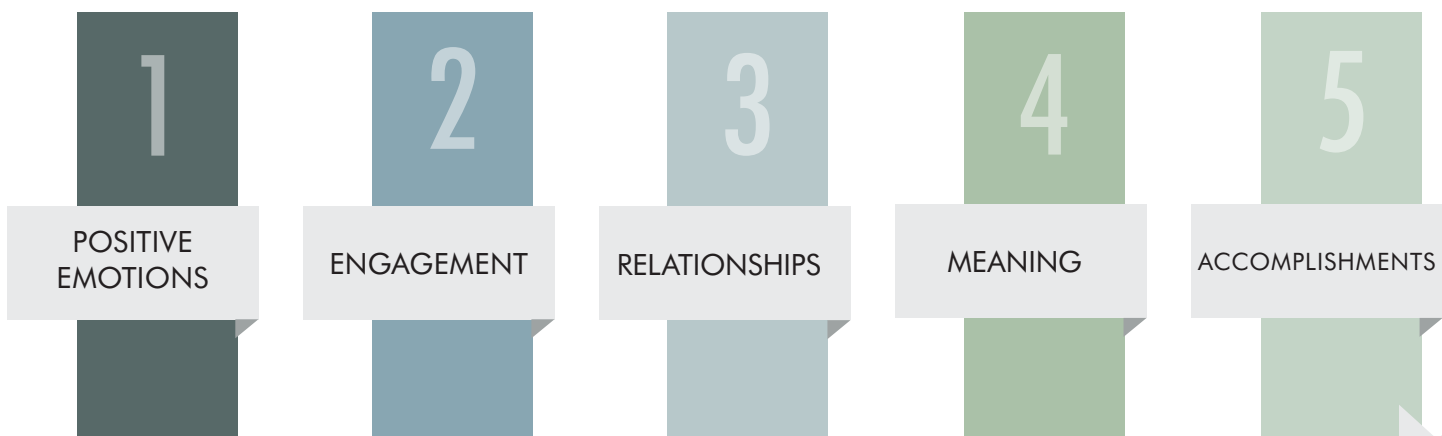 1
POSITIVE
EMOTIONS
2
ENGAGEMENT
3
RELATIONSHIPS
4
MEANING
5
ACCOMPLISHMENTS